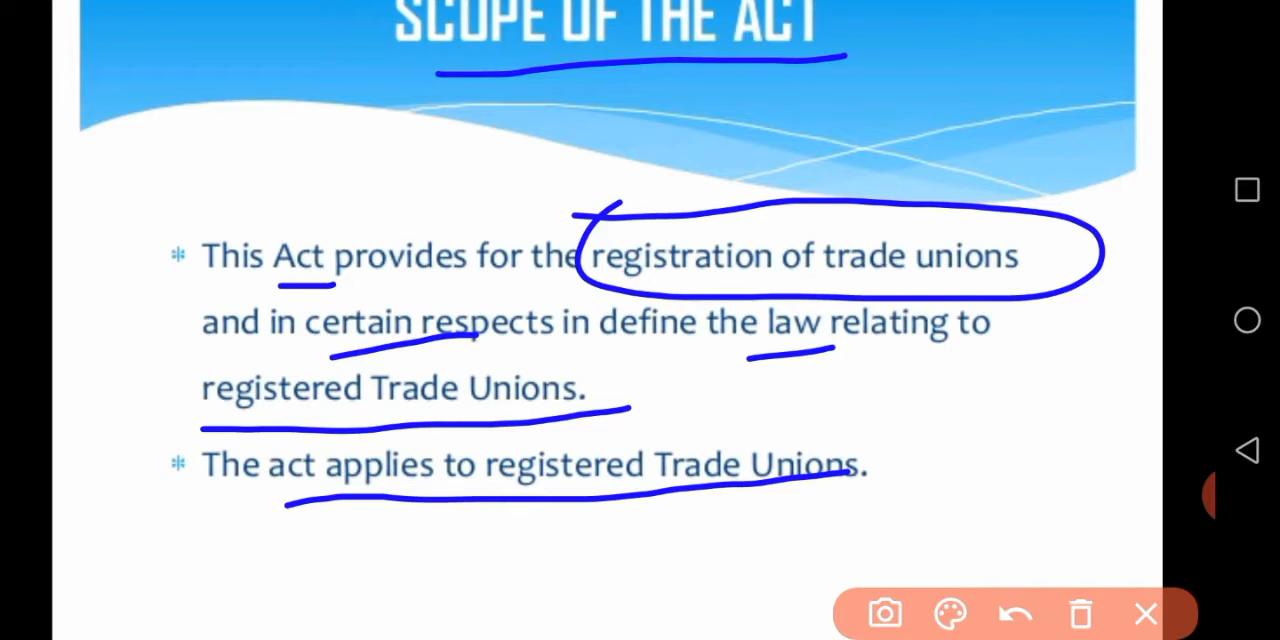 SCOPE OF THE ACT
* This Act provides for the registration of trade unions
and in certain respects in define the law relating to
registered Trade Unions.
* The act applies to registered Trade Unions.